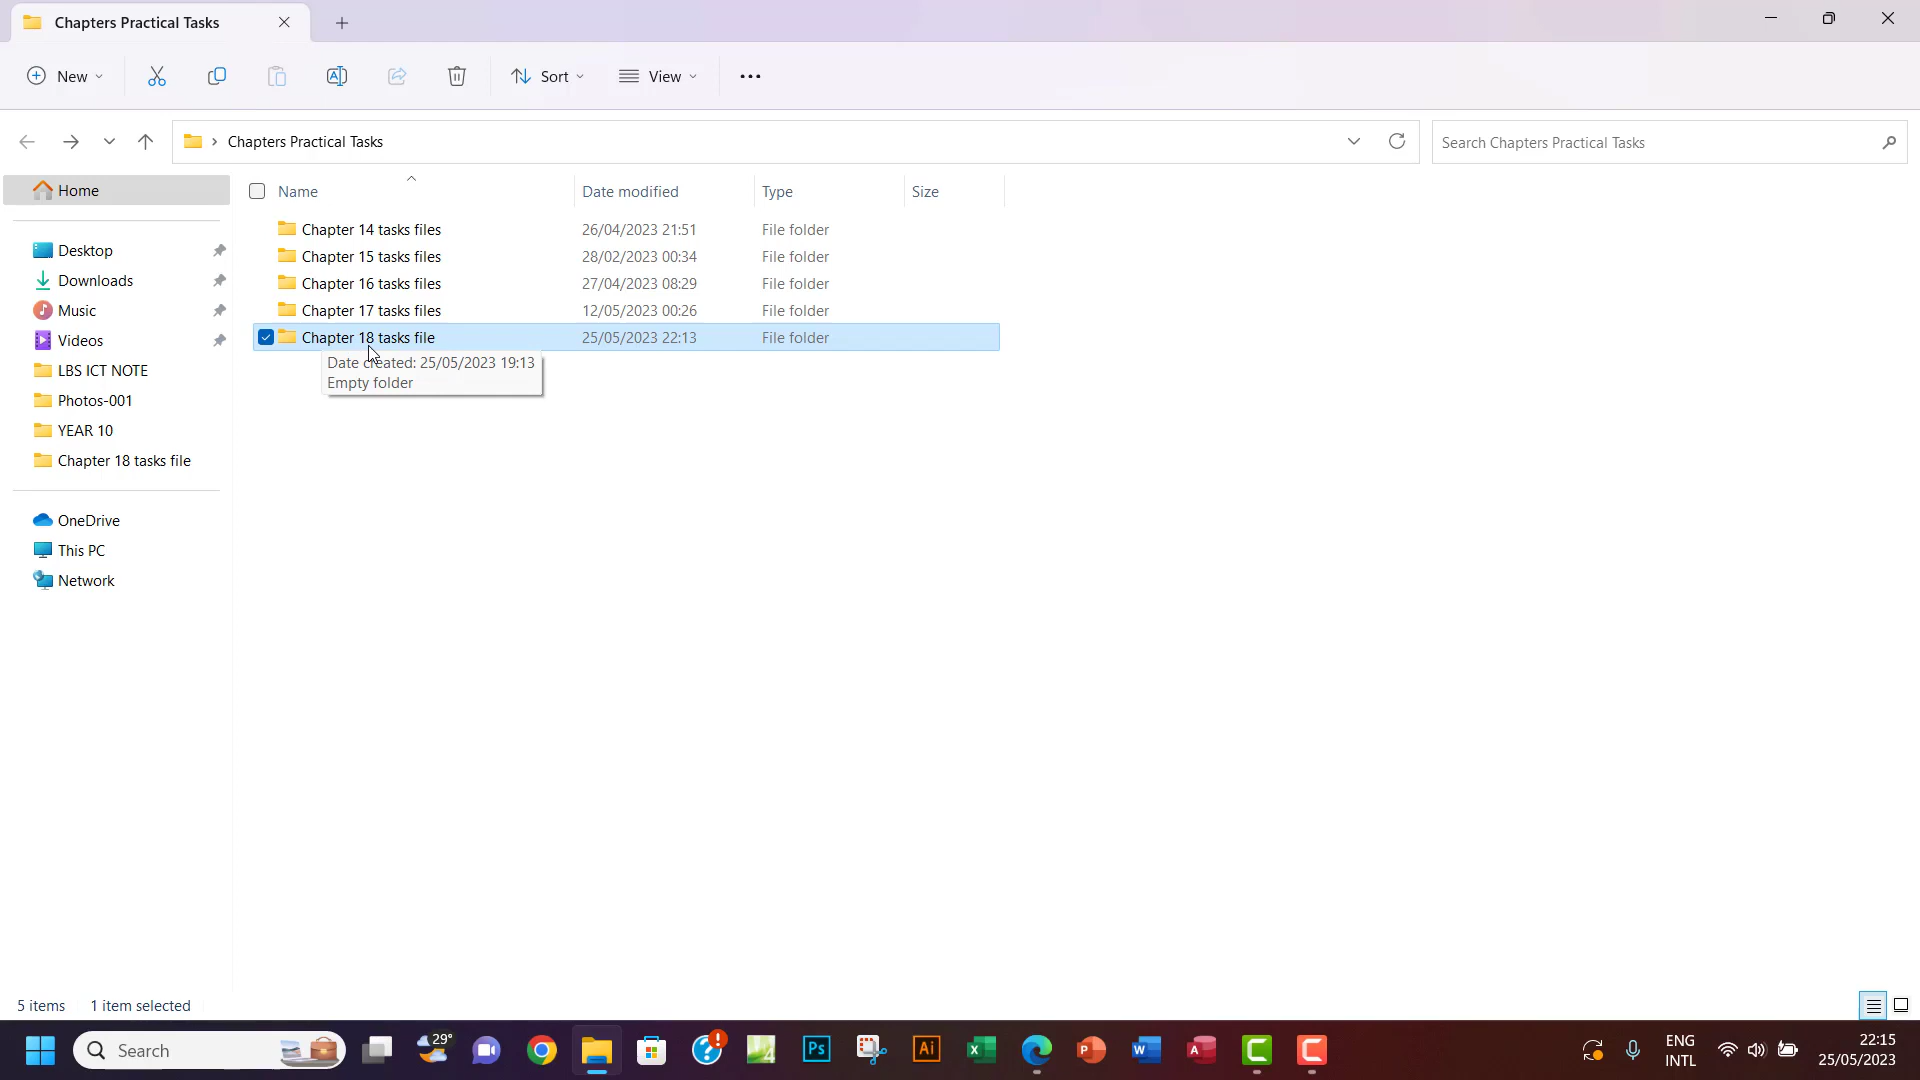 Chapters Practical Tasks
New
Sort
View
Chapters Practical Tasks
Search Chapters Practical Tasks
Home
Desktop
Downloads
Music
Videos
LBS ICT NOTE
Photos-001
YEAR 10
Chapter 18 tasks file
OneDrive
This PC
Network
Name Date modified Type Size
Chapter 14 tasks files 26/04/2023 21:51 File folder
Chapter 15 tasks files 28/02/2023 00:34 File folder
Chapter 16 tasks files 27/04/2023 08:29 File folder
Chapter 17 tasks files 12/05/2023 00:26 File folder
Chapter 18 tasks file 25/05/2023 22:13 File folder
Date created: 25/05/2023 19:13
Empty folder
5 items 1 item selected
Search
29°
4
Ps
Ai
ENG
INTL
22:15
25/05/2023